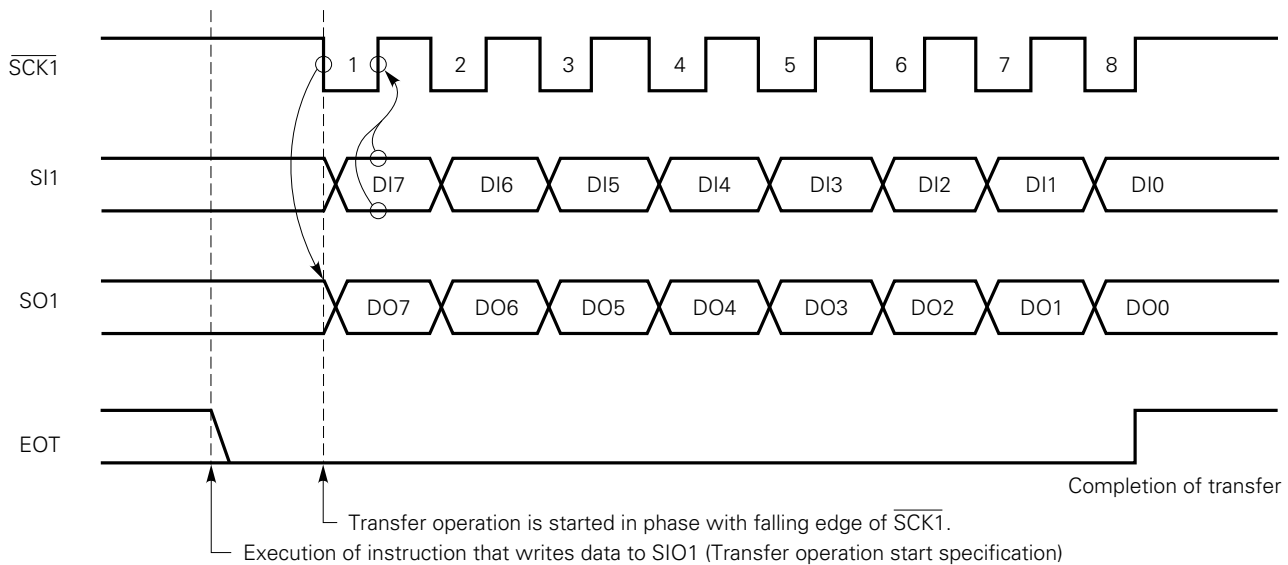 SCK1 1 2 3 4 5 6 7 8
SI1 DI7 DI6 DI5 DI4 DI3 DI2 DI1 DI0
SO1 DO7 DO6 DO5 DO4 DO3 DO2 DO1 DO0
EOT
Completion of transfer
Transfer operation is started in phase with falling edge of SCK1.
Execution of instruction that writes data to SIO1 (Transfer operation start specification)